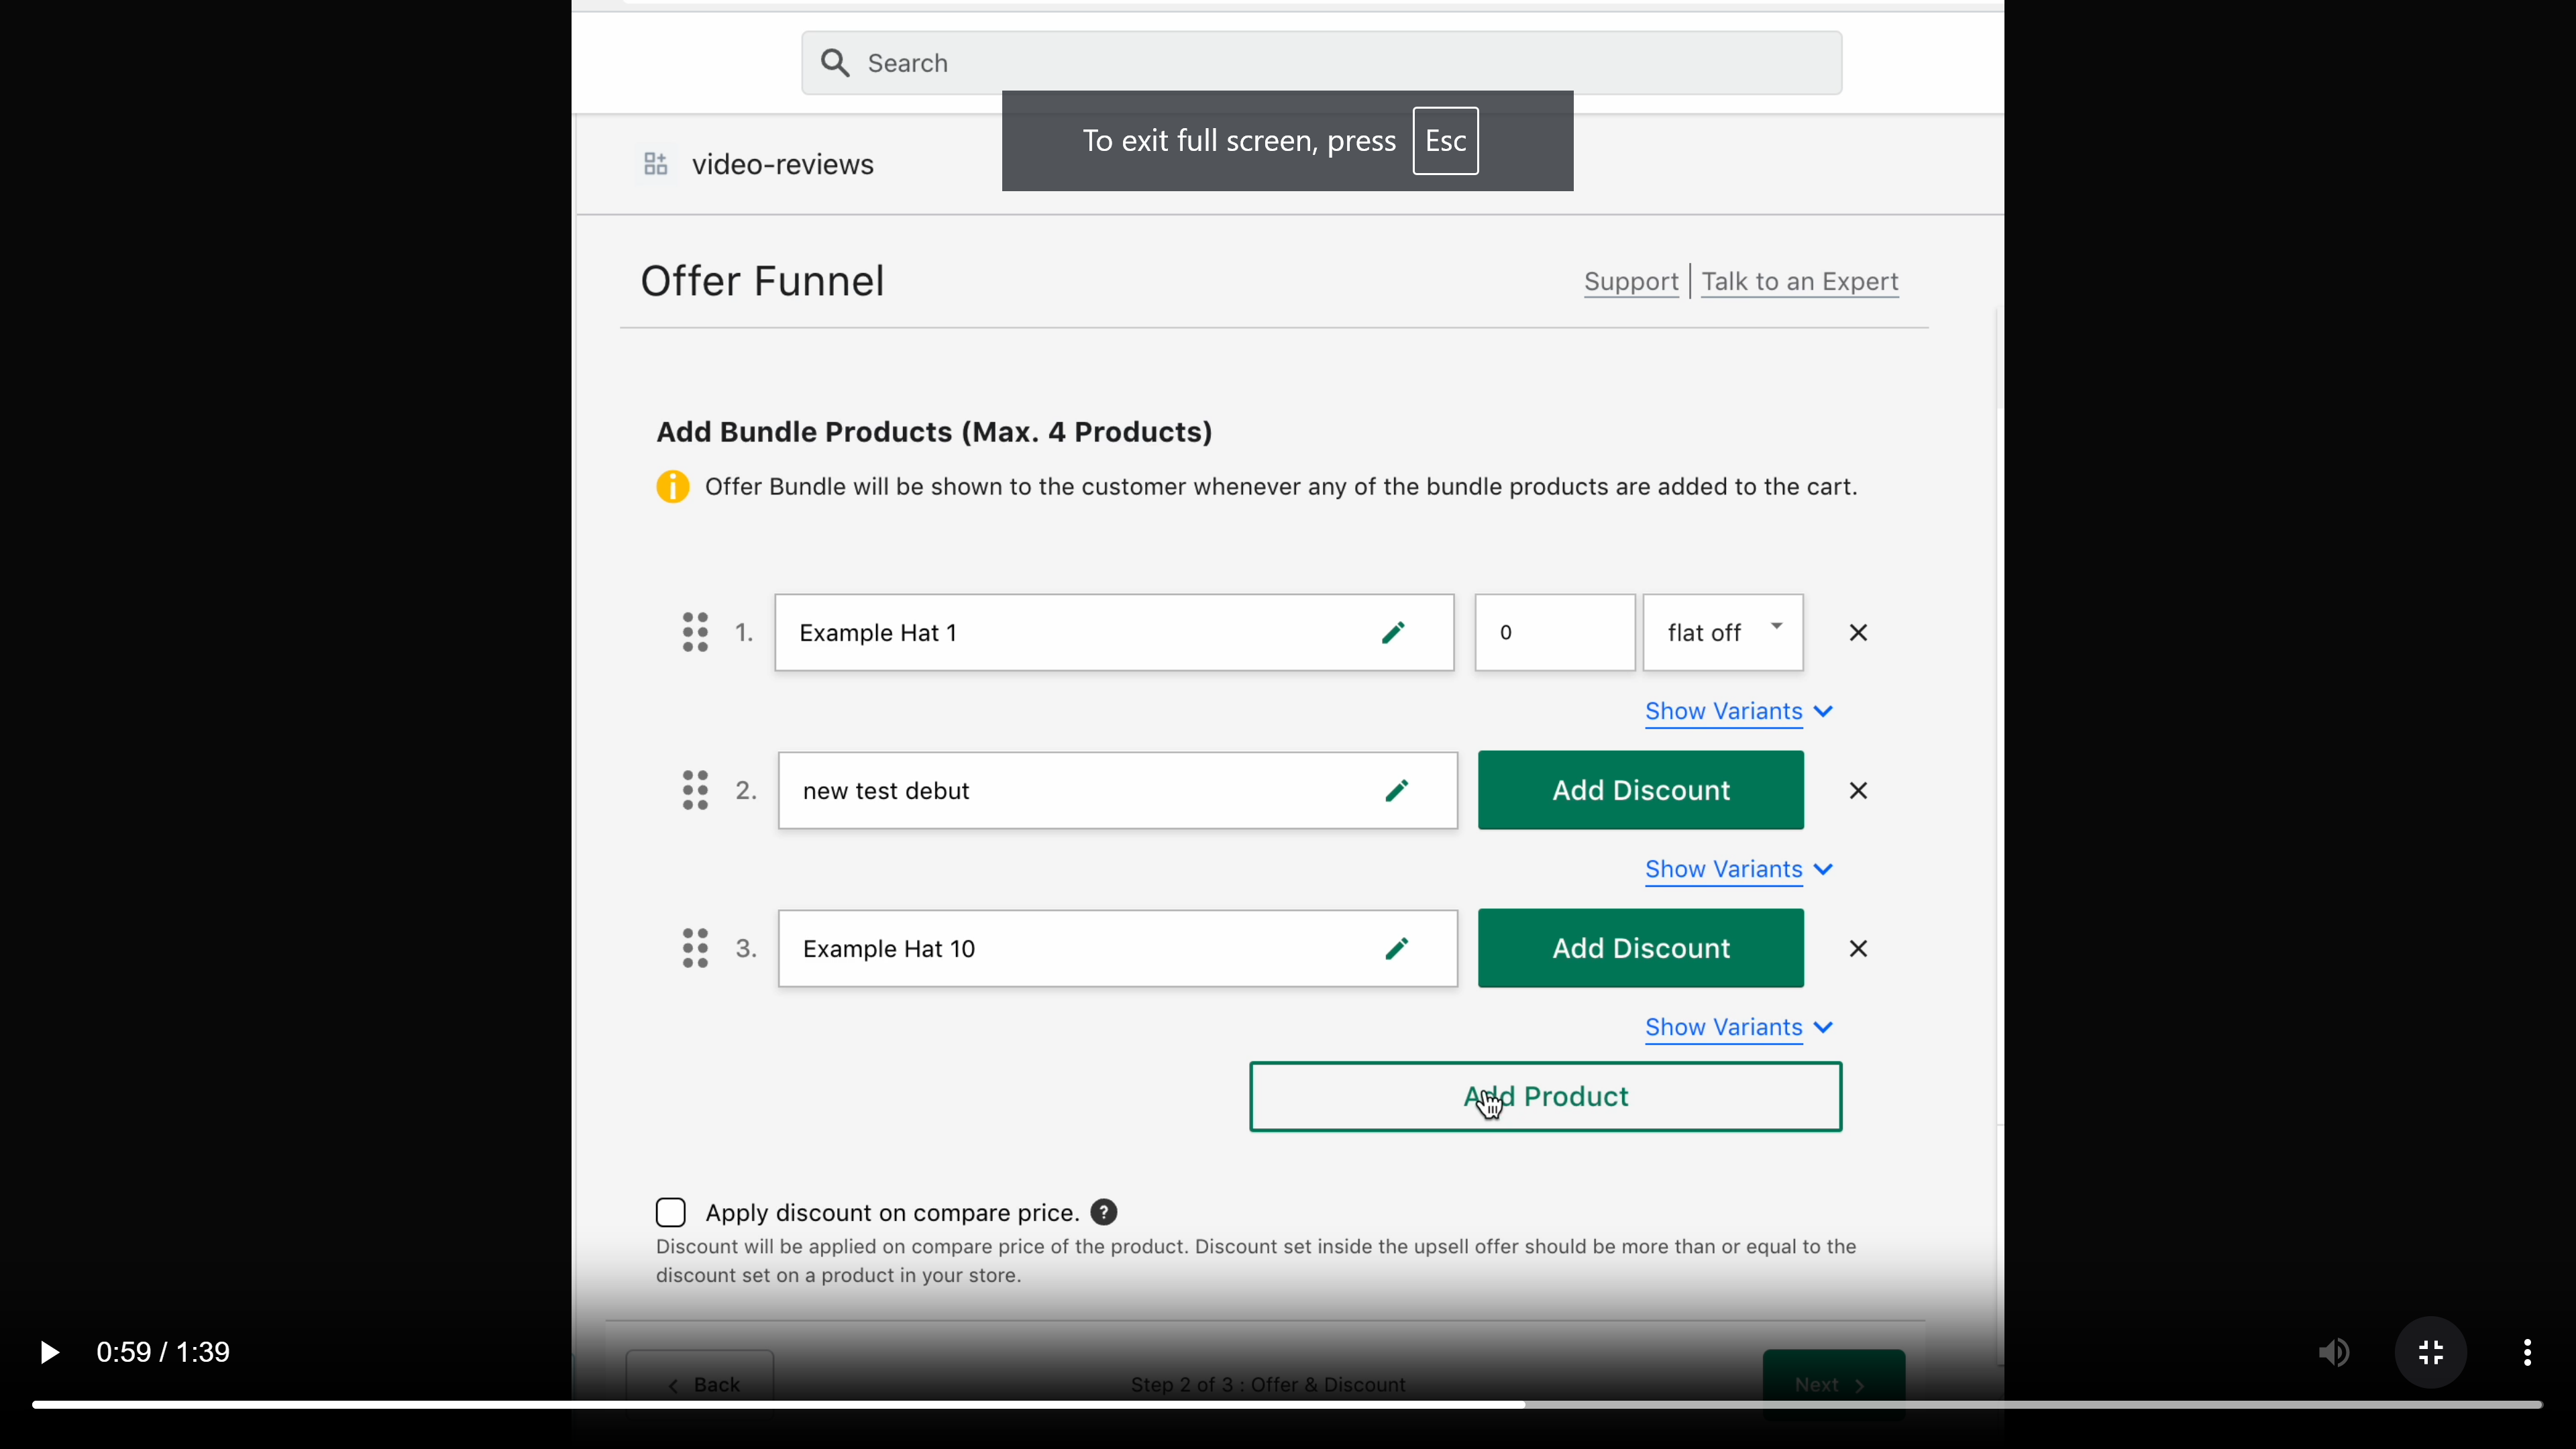 Search
To exit full screen, press Esc
video-reviews
Offer Funnel
Support | Talk to an Expert
Add Bundle Products (Max. 4 Products)
Offer Bundle will be shown to the customer whenever any of the bundle products are added to the cart.
1. Example Hat 1 0 flat off
Show Variants
2. new test debut Add Discount
Show Variants
3. Example Hat 10 Add Discount
Show Variants
Add Product
Apply discount on compare price. ?
Discount will be applied on compare price of the product. Discount set inside the upsell offer should be more than or equal to the
discount set on a product in your store.
0:59 / 1:39
Back Step 2 of 3 : Offer & Discount Next